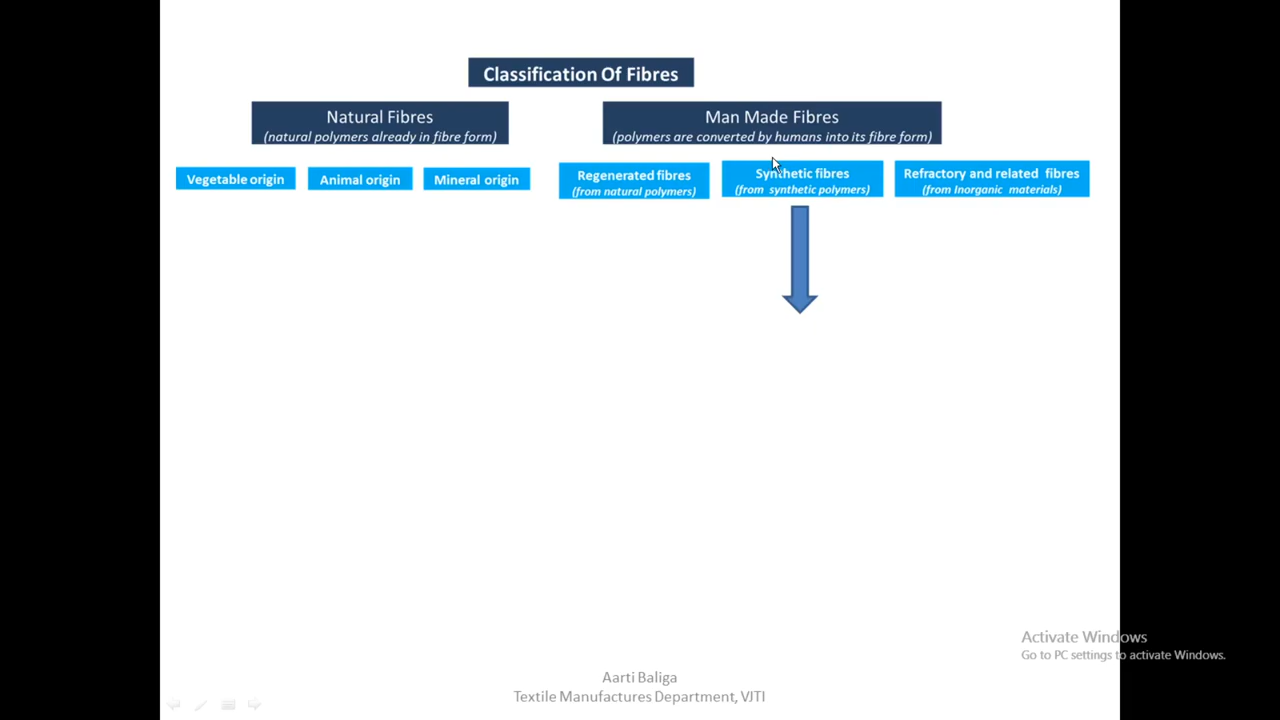 Classification Of Fibres
Natural Fibres
(natural polymers already in fibre form)
Man Made Fibres
(polymers are converted by humans into its fibre form)
Vegetable origin
Animal origin
Mineral origin
Regenerated fibres
(from natural polymers)
Synthetic fibres
(from synthetic polymers)
Refractory and related fibres
(from Inorganic materials)
Activate Windows
Go to PC settings to activate Windows.
Aarti Baliga
Textile Manufactures Department, VJTI